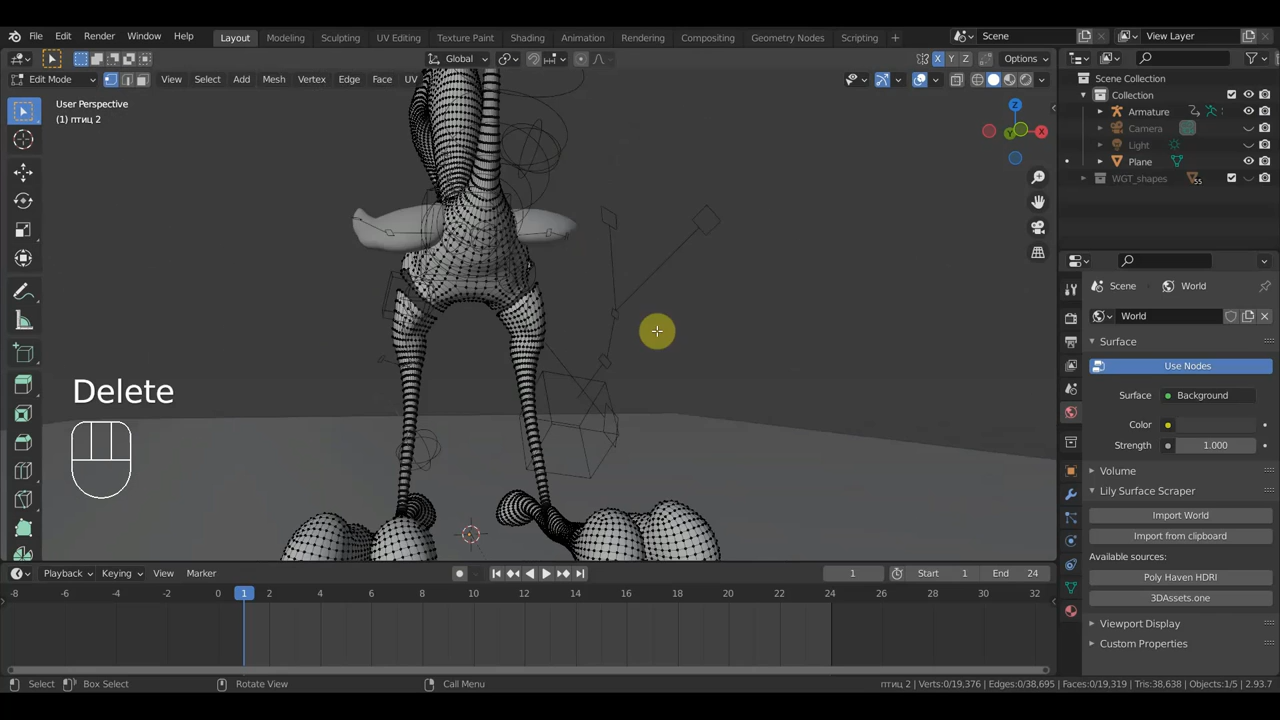 File Edit Render Window Help Layout Modeling Sculpting UV Editing Texture Paint Shading Animation Rendering Compositing Geometry Nodes Scripting + Scene View Layer
Global Options
Edit Mode View Select Add Mesh Vertex Edge Face UV
X Y Z
User Perspective
(1) птиц 2
Z
X
Y
Scene Collection
Collection
Armature
Camera
Light
Plane
WGT_shapes 55
Scene World
World
Surface
Use Nodes
Surface Background
Color
Strength 1.000
Volume
Lily Surface Scraper
Import World
Import from clipboard
Available sources:
Poly Haven HDRI
3DAssets.one
Viewport Display
Custom Properties
Delete
Playback Keying View Marker 1 Start 1 End 24
-8 -6 -4 -2 0 1 2 4 6 8 10 12 14 16 18 20 22 24 26 28 30 32
Select Box Select Rotate View Call Menu птиц 2 | Verts:0/19,376 | Edges:0/38,695 | Faces:0/19,319 | Tris:38,638 | Objects:1/5 | 2.93.7